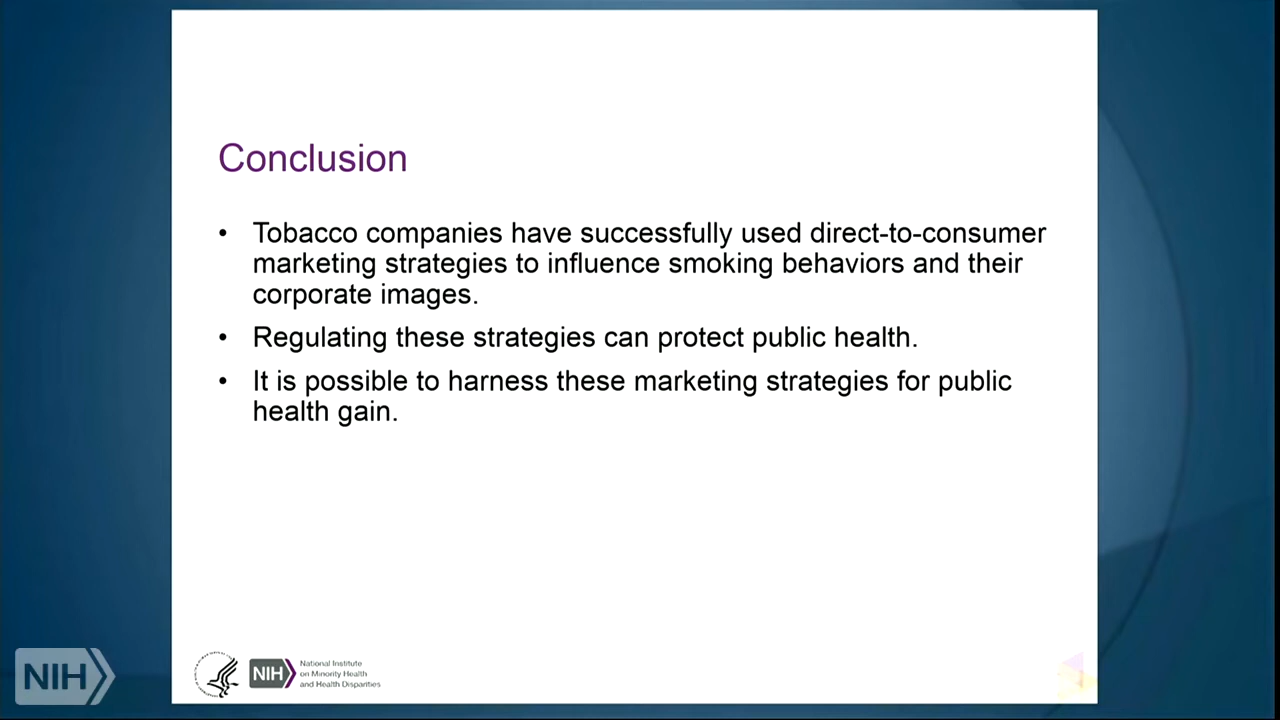 Conclusion
• Tobacco companies have successfully used direct-to-consumer
marketing strategies to influence smoking behaviors and their
corporate images.
• Regulating these strategies can protect public health.
• It is possible to harness these marketing strategies for public
health gain.
NIH
National Institute
on Minority Health
and Health Disparities
NIH